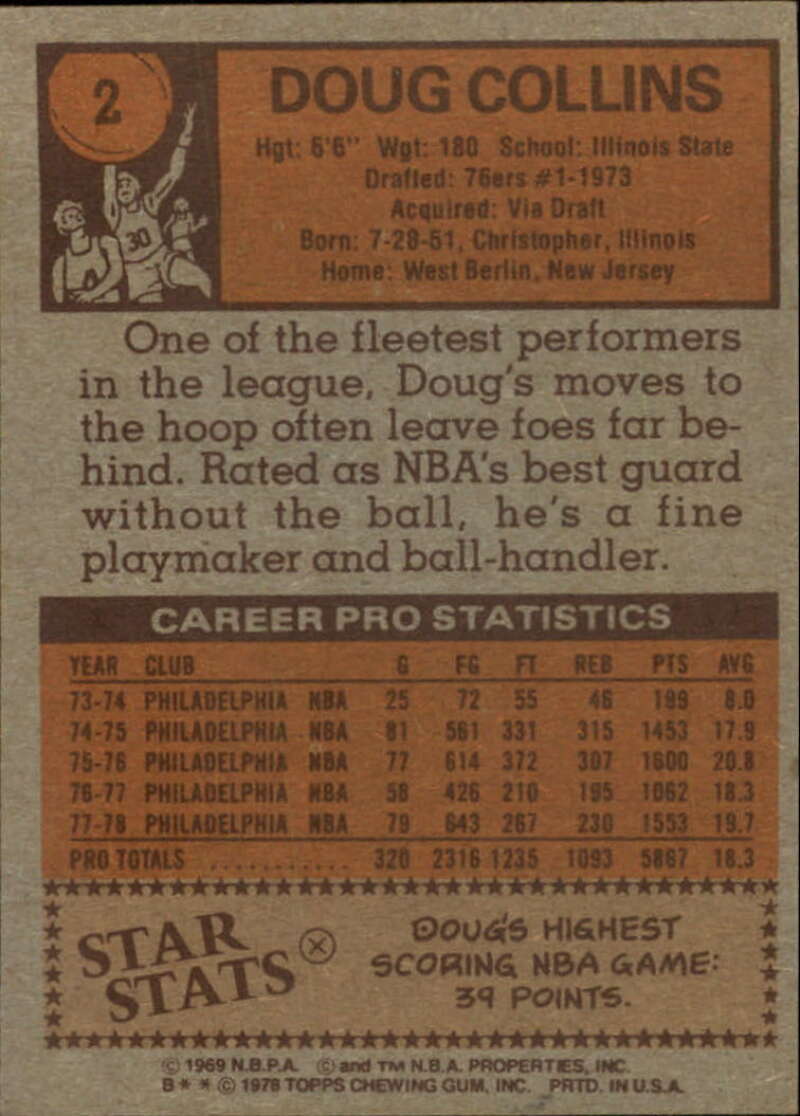 2
DOUG COLLINS
Hgt: 6'6" Wgt: 180 School: Illinois State
Drafted: 76ers #1-1973
Acquired: Via Draft
Born: 7-28-51, Christopher, Illinois
Home: West Berlin, New Jersey
30
One of the fleetest performers
in the league, Doug's moves to
the hoop often leave foes far be-
hind. Rated as NBA's best guard
without the ball, he's a fine
playmaker and ball-handler.
CAREER PRO STATISTICS
YEAR CLUB G FG FT REB PTS AVG
73-74 PHILADELPHIA NBA 25 72 55 46 199 8.0
74-75 PHILADELPHIA NBA 81 561 331 315 1453 17.9
75-76 PHILADELPHIA NBA 77 614 372 307 1600 20.8
76-77 PHILADELPHIA NBA 58 426 210 195 1062 18.3
77-78 PHILADELPHIA NBA 79 643 267 230 1553 19.7
PRO TOTALS ........... 320 2316 1235 1093 5867 18.3
STAR
STATS
DOUG'S HIGHEST
SCORING NBA GAME:
39 POINTS.
© 1969 N.B.P.A. © and TM N.B.A. PROPERTIES, INC.
B * * © 1978 TOPPS CHEWING GUM, INC. PRTD. IN U.S.A.